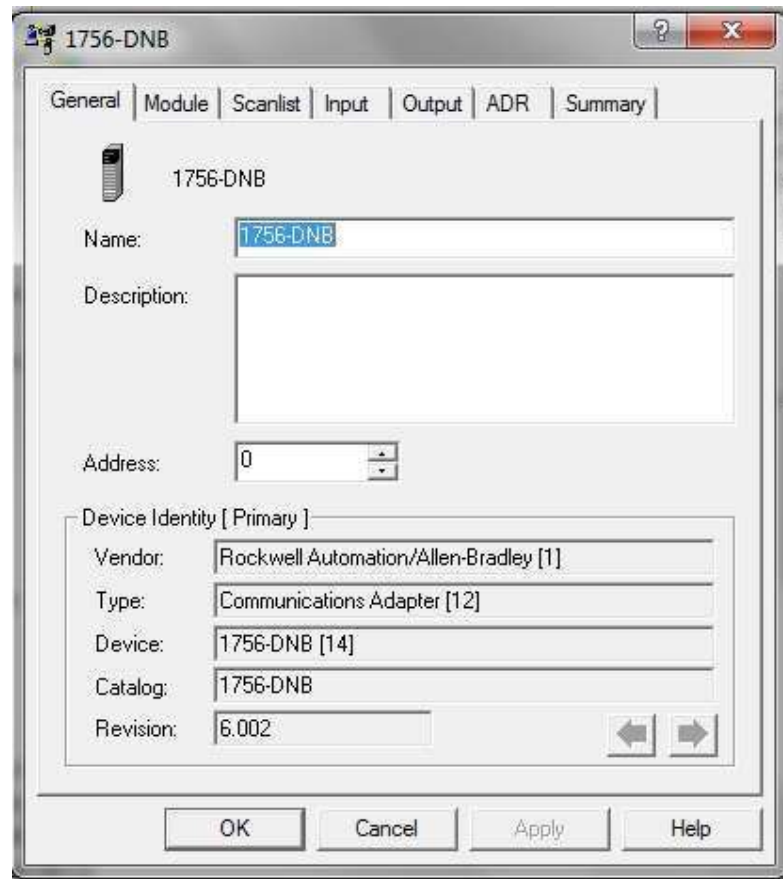 1756-DNB
General Module Scanlist Input Output ADR Summary
1756-DNB
Name: 1756-DNB
Description:
Address: 0
Device Identity [ Primary ]
Vendor: Rockwell Automation/Allen-Bradley [1]
Type: Communications Adapter [12]
Device: 1756-DNB [14]
Catalog: 1756-DNB
Revision: 6.002
OK Cancel Apply Help